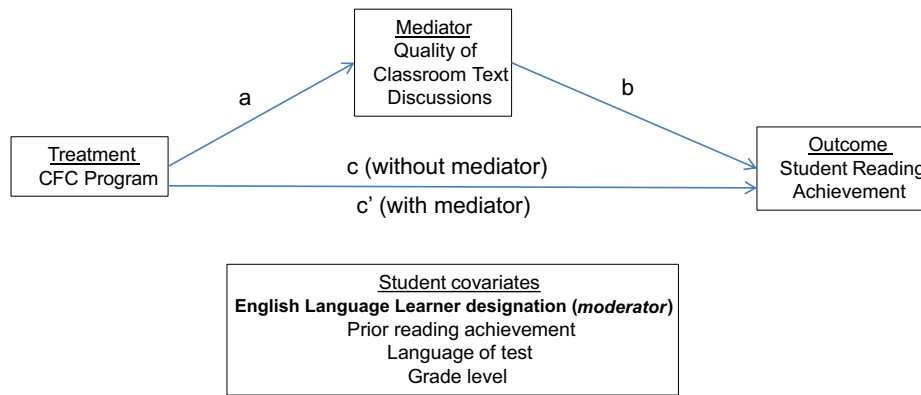 Mediator
Quality of
Classroom Text
Discussions
a
b
Treatment
CFC Program
c (without mediator)
c’ (with mediator)
Outcome
Student Reading
Achievement
Student covariates
English Language Learner designation (moderator)
Prior reading achievement
Language of test
Grade level